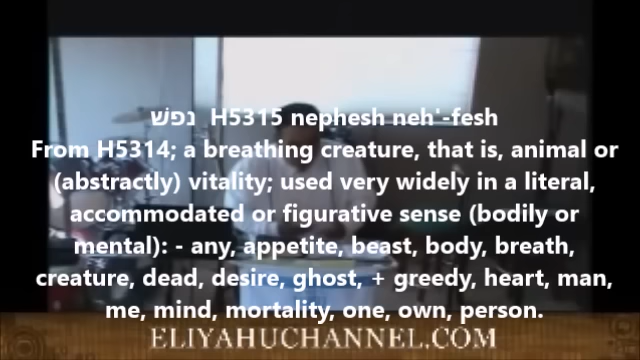 נפשׁ H5315 nephesh neh'-fesh
From H5314; a breathing creature, that is, animal or
(abstractly) vitality; used very widely in a literal,
accommodated or figurative sense (bodily or
mental): - any, appetite, beast, body, breath,
creature, dead, desire, ghost, + greedy, heart, man,
me, mind, mortality, one, own, person.
ELIYAHUCHANNEL.COM